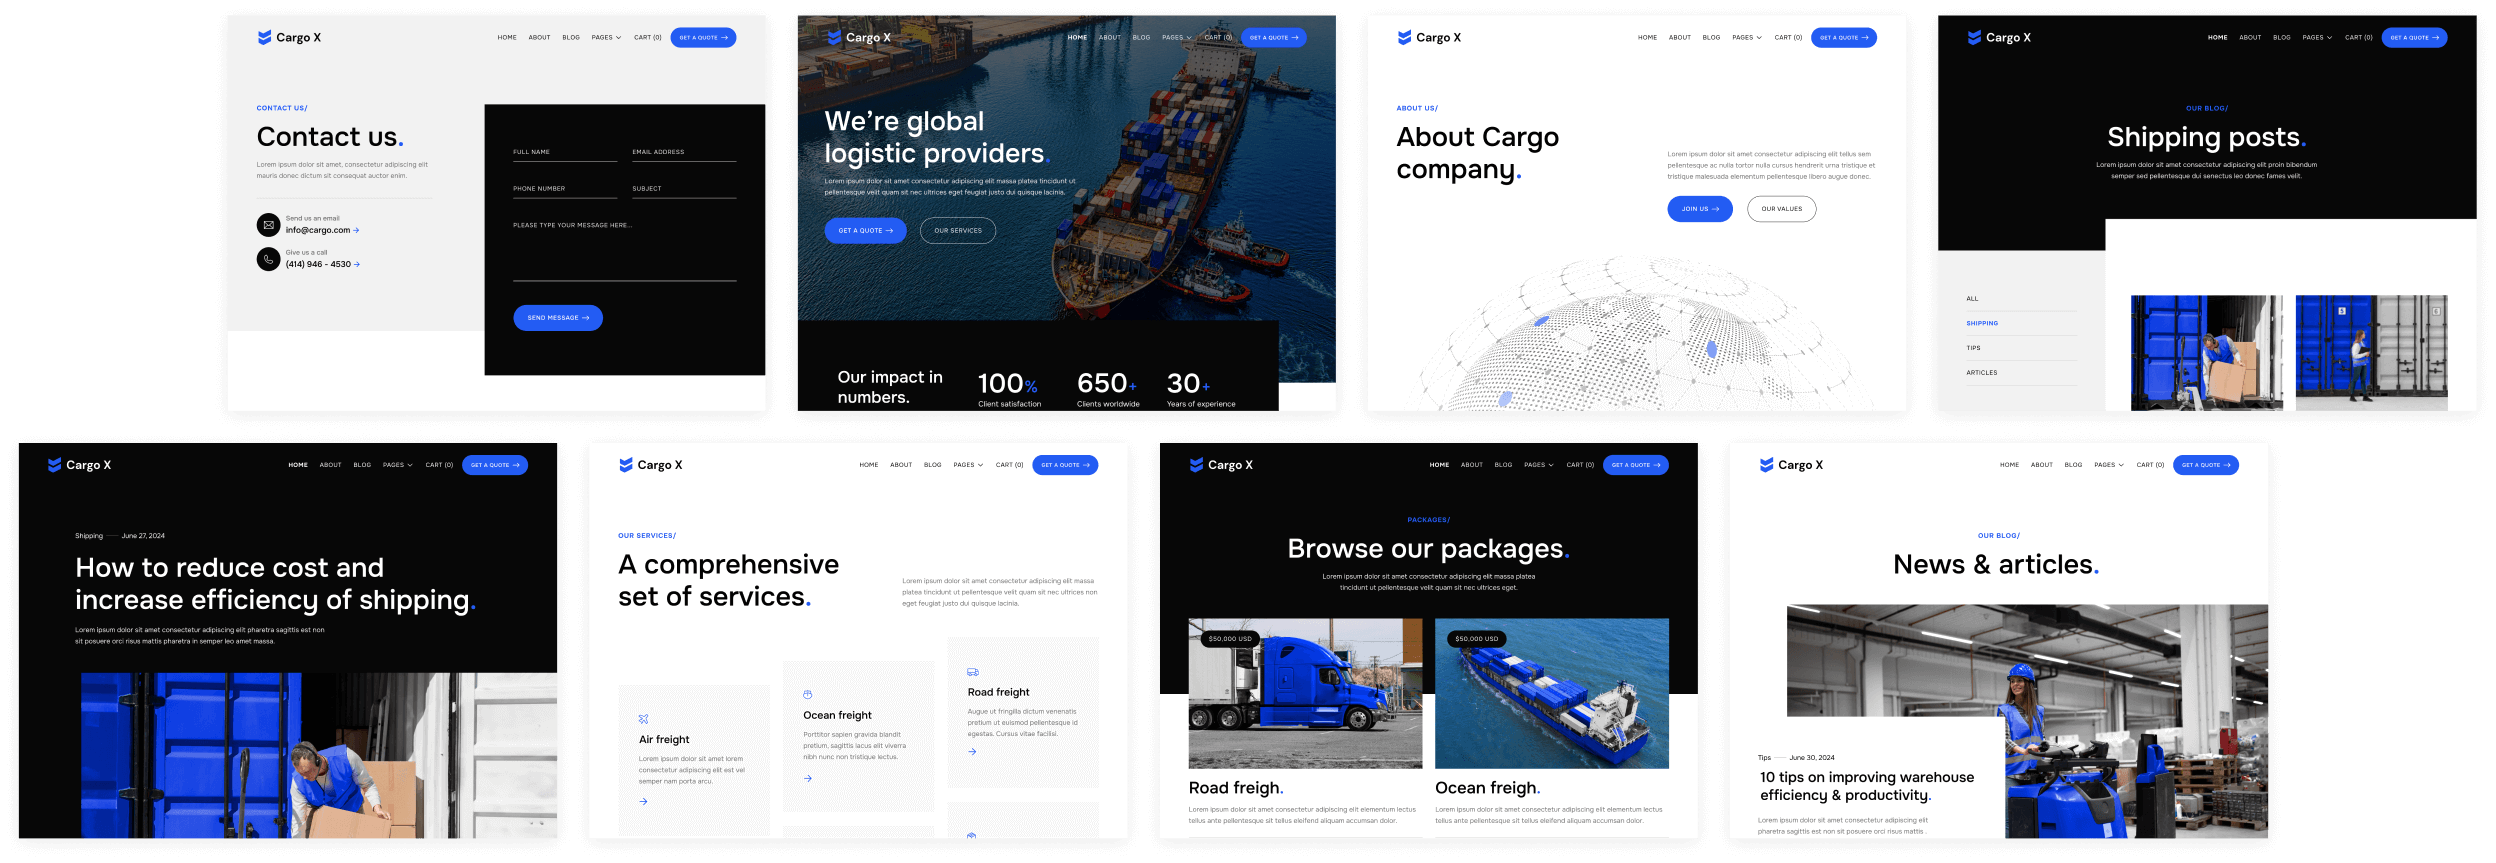 Cargo X
HOME ABOUT BLOG PAGES CART (0) GET A QUOTE
CONTACT US/
Contact us.
Lorem ipsum dolor sit amet, consectetur adipiscing elit
mauris donec dictum sit consequat auctor enim.
Send us an email
info@cargo.com
Give us a call
(414) 946 - 4530
FULL NAME EMAIL ADDRESS
PHONE NUMBER SUBJECT
PLEASE TYPE YOUR MESSAGE HERE...
SEND MESSAGE
Cargo X
HOME ABOUT BLOG PAGES CART (0) GET A QUOTE
We're global
logistic providers.
Lorem ipsum dolor sit amet consectetur adipiscing elit massa platea tincidunt ut
pellentesque velit quam sit nec ultrices eget feugiat justo dui quisque lacinia.
GET A QUOTE OUR SERVICES
Our impact in
numbers.
100% 650+ 30+
Client satisfaction Clients worldwide Years of experience
Cargo X
HOME ABOUT BLOG PAGES CART (0) GET A QUOTE
ABOUT US/
About Cargo
company.
Lorem ipsum dolor sit amet consectetur adipiscing elit tellus sem
pellentesque ac nulla tortor nulla cursus hendrerit urna tristique et
tristique malesuada elementum pellentesque libero augue donec.
JOIN US OUR VALUES
Cargo X
HOME ABOUT BLOG PAGES CART (0) GET A QUOTE
OUR BLOG/
Shipping posts.
Lorem ipsum dolor sit amet consectetur adipiscing elit proin bibendum
semper sed pellentesque dui senectus leo donec fames velit.
ALL
SHIPPING
TIPS
ARTICLES
5 6
Cargo X
HOME ABOUT BLOG PAGES CART (0) GET A QUOTE
Shipping June 27, 2024
How to reduce cost and
increase efficiency of shipping.
Lorem ipsum dolor sit amet consectetur adipiscing elit pharetra sagittis est non
sit posuere orci risus mattis pharetra in semper leo amet massa.
Cargo X
HOME ABOUT BLOG PAGES CART (0) GET A QUOTE
OUR SERVICES/
A comprehensive
set of services.
Lorem ipsum dolor sit amet consectetur adipiscing elit massa
platea tincidunt ut pellentesque velit quam sit nec ultrices non
eget feugiat justo dui quisque lacinia.
Air freight
Lorem ipsum dolor sit amet lorem
consectetur adipiscing elit est vel
semper nam porta arcu.
Ocean freight
Porttitor sapien gravida blandit
pretium, sagittis lacus elit viverra
nibh nunc non tristique lectus.
Road freight
Augue ut fringilla dictum venenatis
pretium ut euismod pellentesque id
egestas. Cursus vitae facilisi.
Cargo X
HOME ABOUT BLOG PAGES CART (0) GET A QUOTE
PACKAGES/
Browse our packages.
Lorem ipsum dolor sit amet consectetur adipiscing elit massa platea
tincidunt ut pellentesque velit quam sit nec ultrices eget.
$50,000 USD
Road freigh.
Lorem ipsum dolor sit amet consectetur adipiscing elit elementum lectus
tellus ante pellentesque sit tellus eleifend aliquam accumsan dolor.
$50,000 USD
Ocean freigh.
Lorem ipsum dolor sit amet consectetur adipiscing elit elementum lectus
tellus ante pellentesque sit tellus eleifend aliquam accumsan dolor.
Cargo X
HOME ABOUT BLOG PAGES CART (0) GET A QUOTE
OUR BLOG/
News & articles.
Tips June 30, 2024
10 tips on improving warehouse
efficiency & productivity.
Lorem ipsum dolor sit amet consectetur adipiscing elit
pharetra sagittis est non sit posuere orci risus mattis